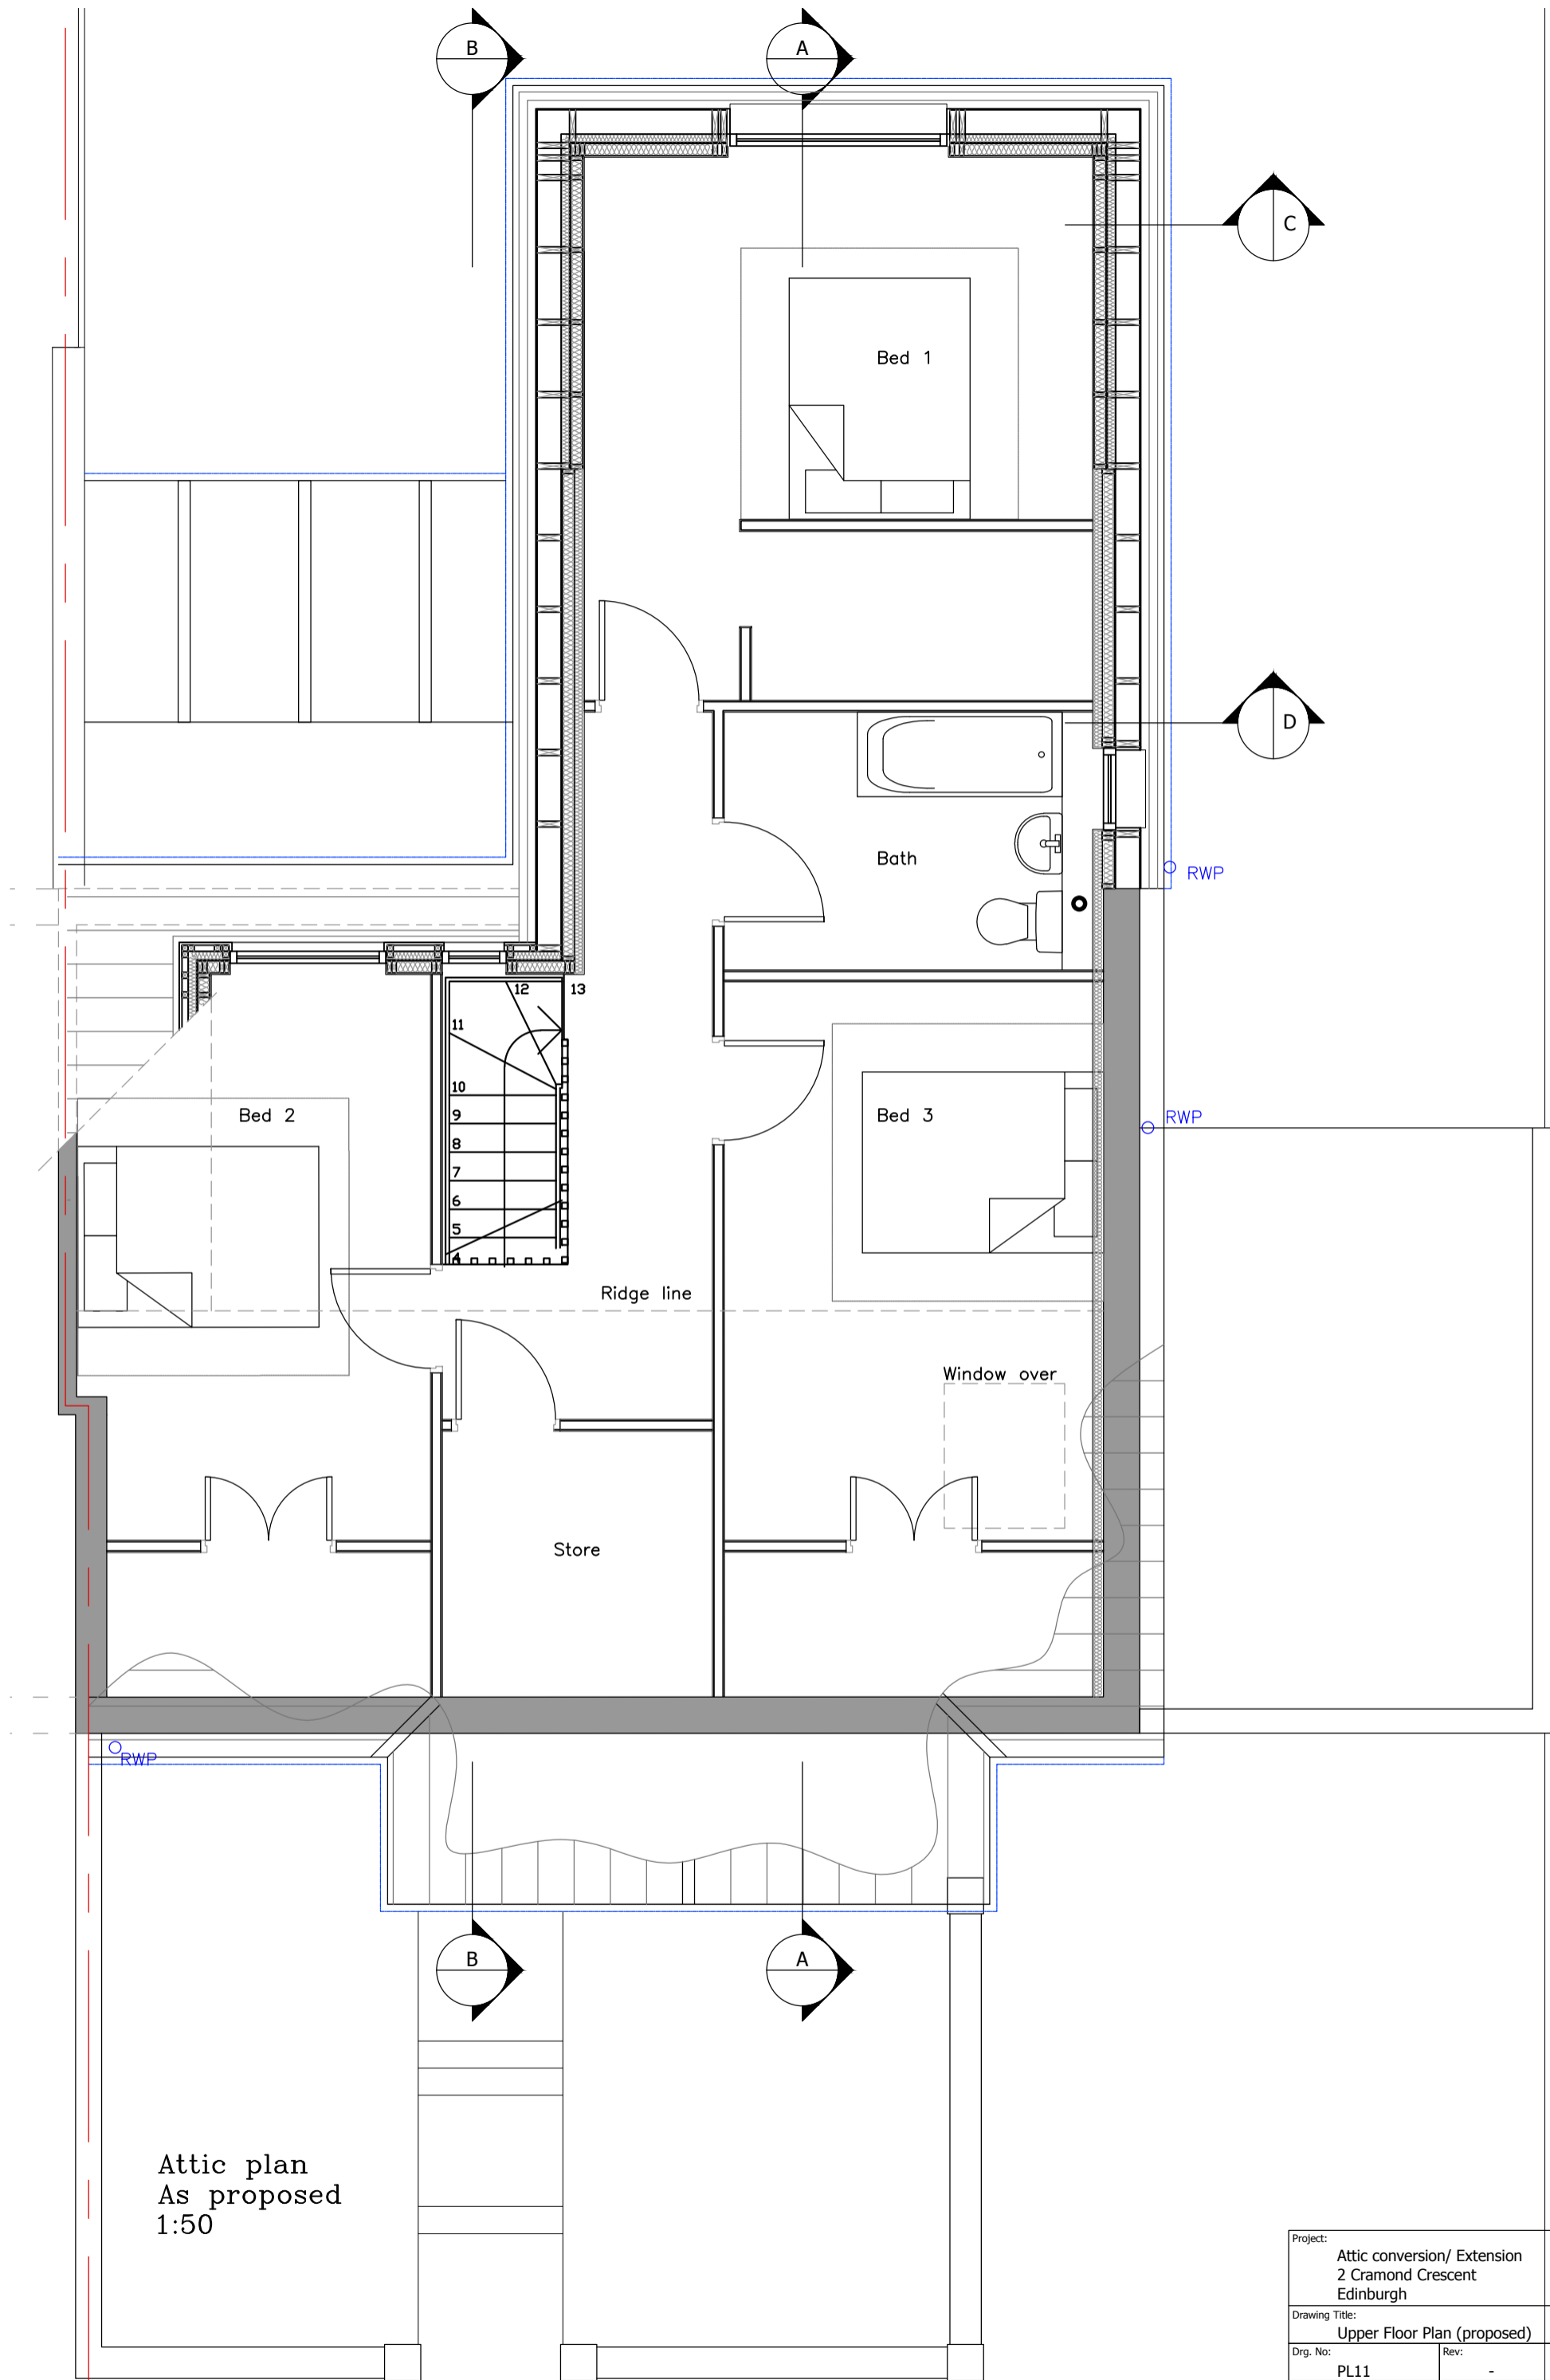 B
A
C
Bed 1
D
Bath
RWP
12
13
11
10
9
8
7
6
5
4
Bed 2
Bed 3
RWP
Ridge line
Window over
Store
RWP
B
A
Attic plan
As proposed
1:50
Project:
Attic conversion/ Extension
2 Cramond Crescent
Edinburgh
Drawing Title:
Upper Floor Plan (proposed)
Drg. No:
Rev:
PL11
-